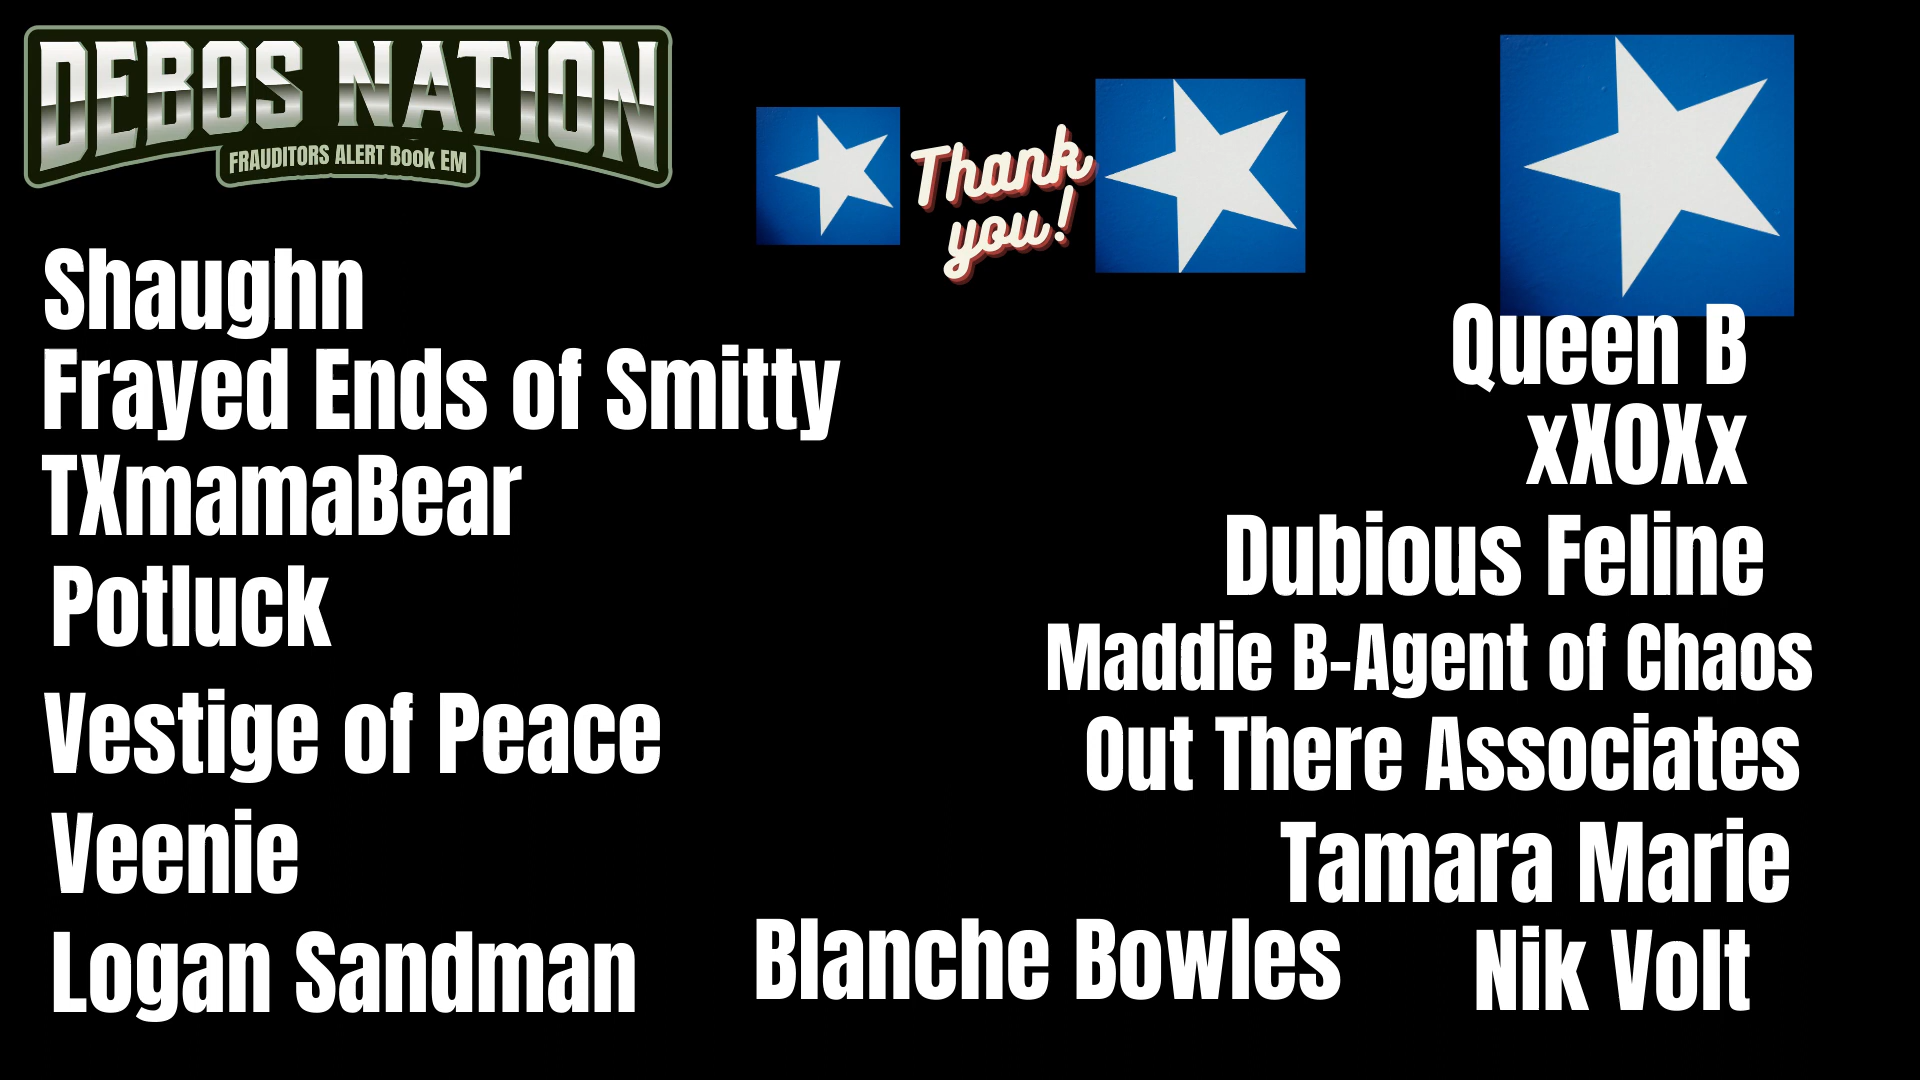 DEBOS NATION
FRAUDITORS ALERT Book EM
Thank
you!
Shaughn
Frayed Ends of Smitty
TXmamaBear
Potluck
Vestige of Peace
Veenie
Logan Sandman
Blanche Bowles
Queen B
xXOXx
Dubious Feline
Maddie B-Agent of Chaos
Out There Associates
Tamara Marie
Nik Volt